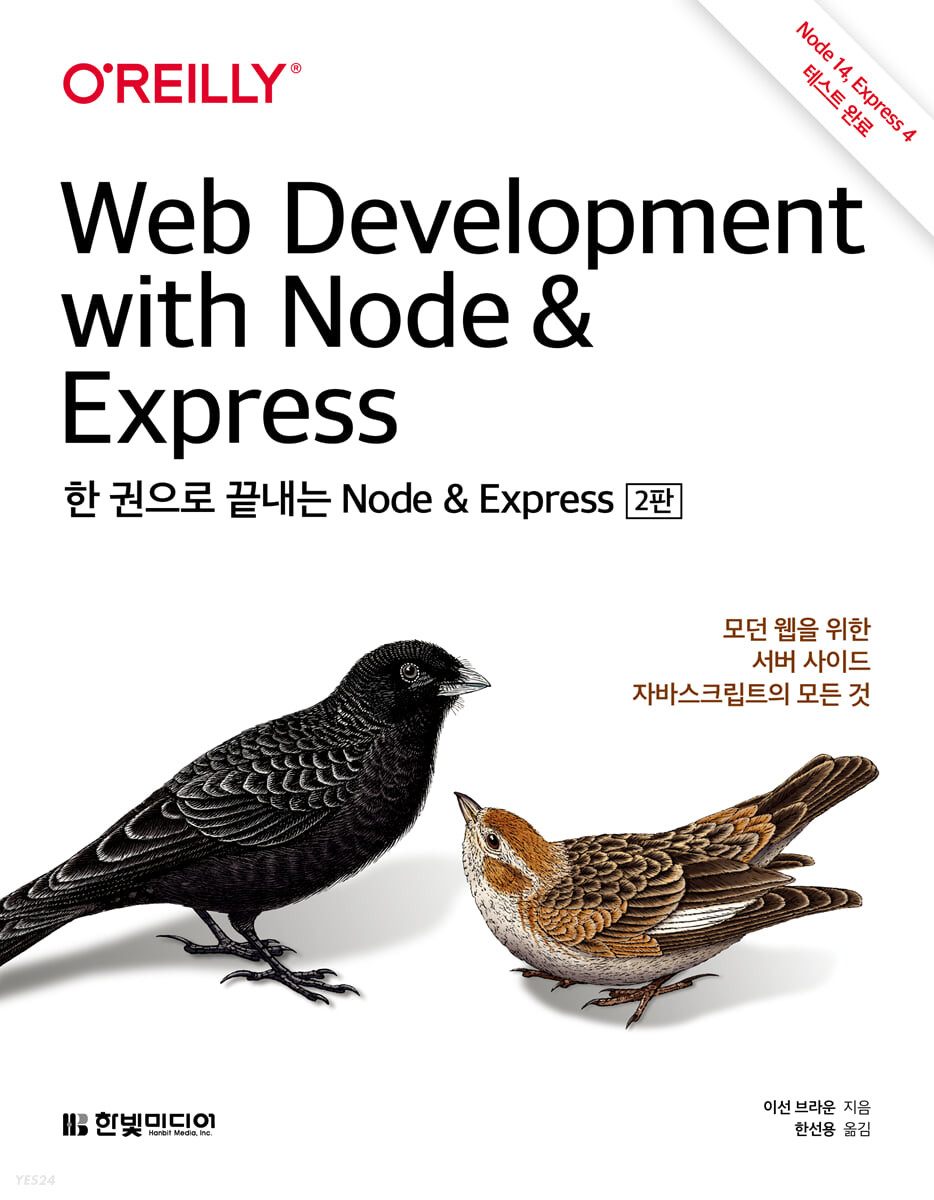 O'REILLY®
Node 14, Express 4
테스트 완료
Web Development
with Node &
Express
한 권으로 끝내는 Node & Express 2판
모던 웹을 위한
서버 사이드
자바스크립트의 모든 것
이선 브라운 지음
한선용 옮김
한빛미디어
Hanbit Media, Inc.
YES24